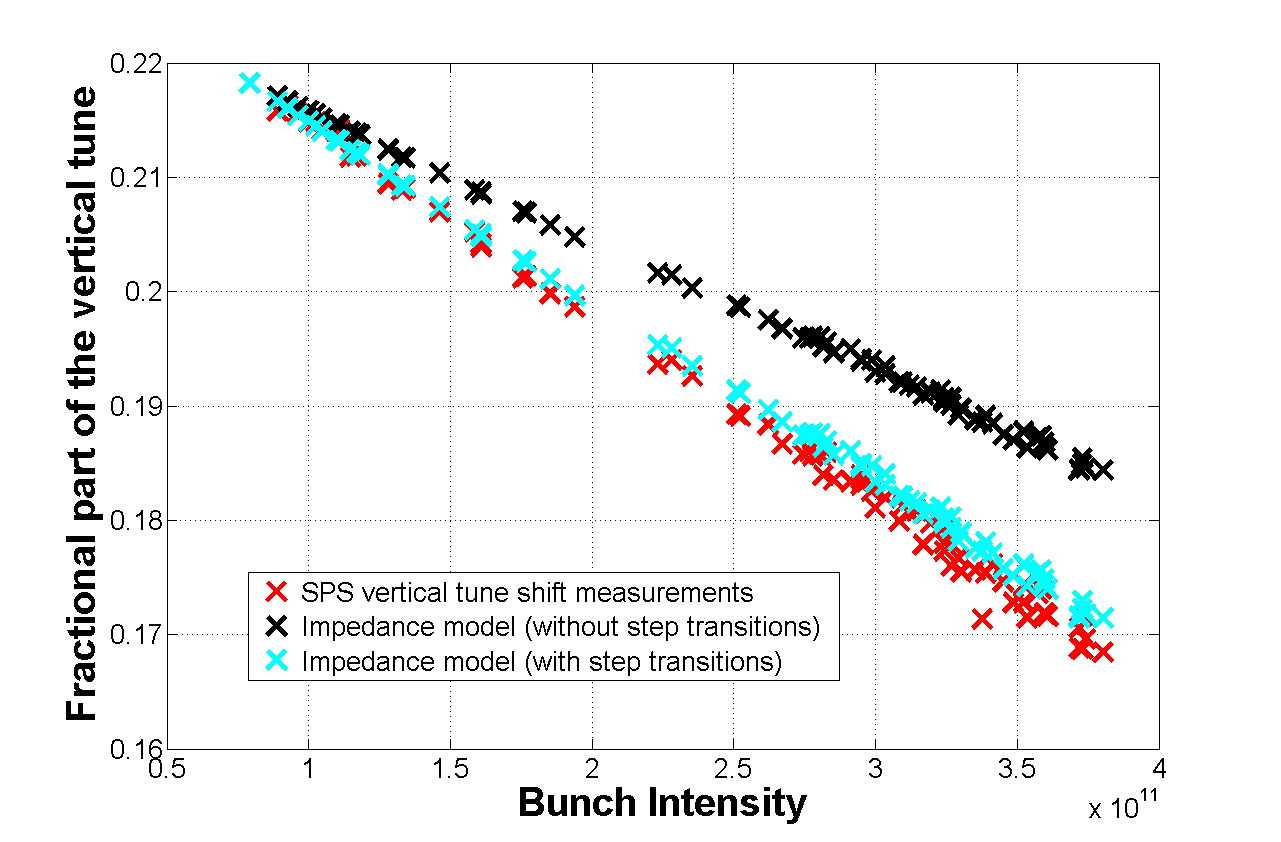 0.22
0.21
0.2
0.19
0.18
0.17
0.16
Fractional part of the vertical tune
SPS vertical tune shift measurements
Impedance model (without step transitions)
Impedance model (with step transitions)
0.5 1 1.5 2 2.5 3 3.5 4
Bunch Intensity
x 10¹¹